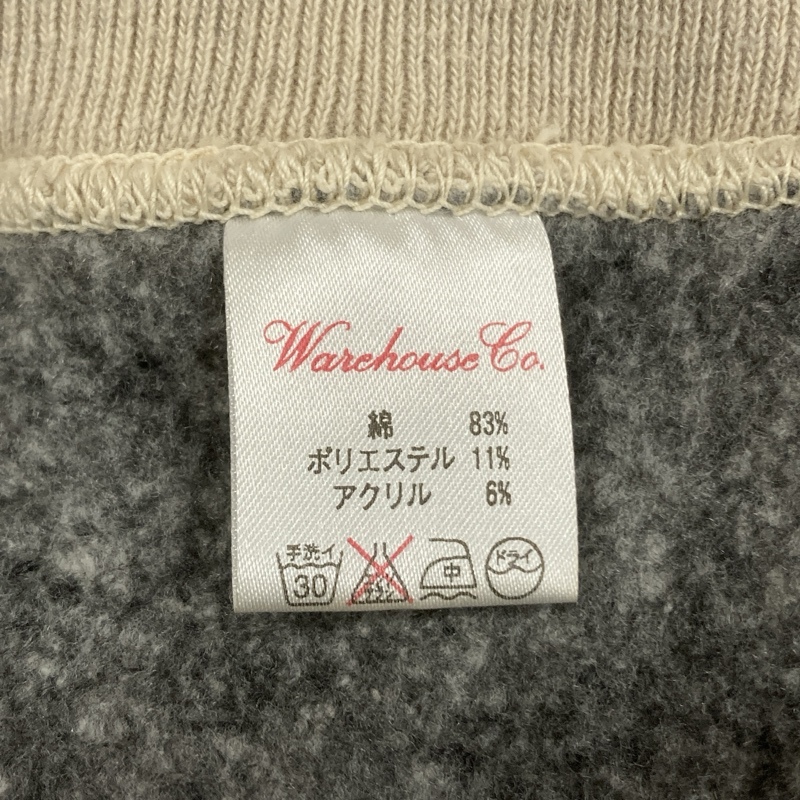 Warehouse Co.
綿 83%
ポリエステル 11%
アクリル 6%
手洗イ 30 中 ドライ